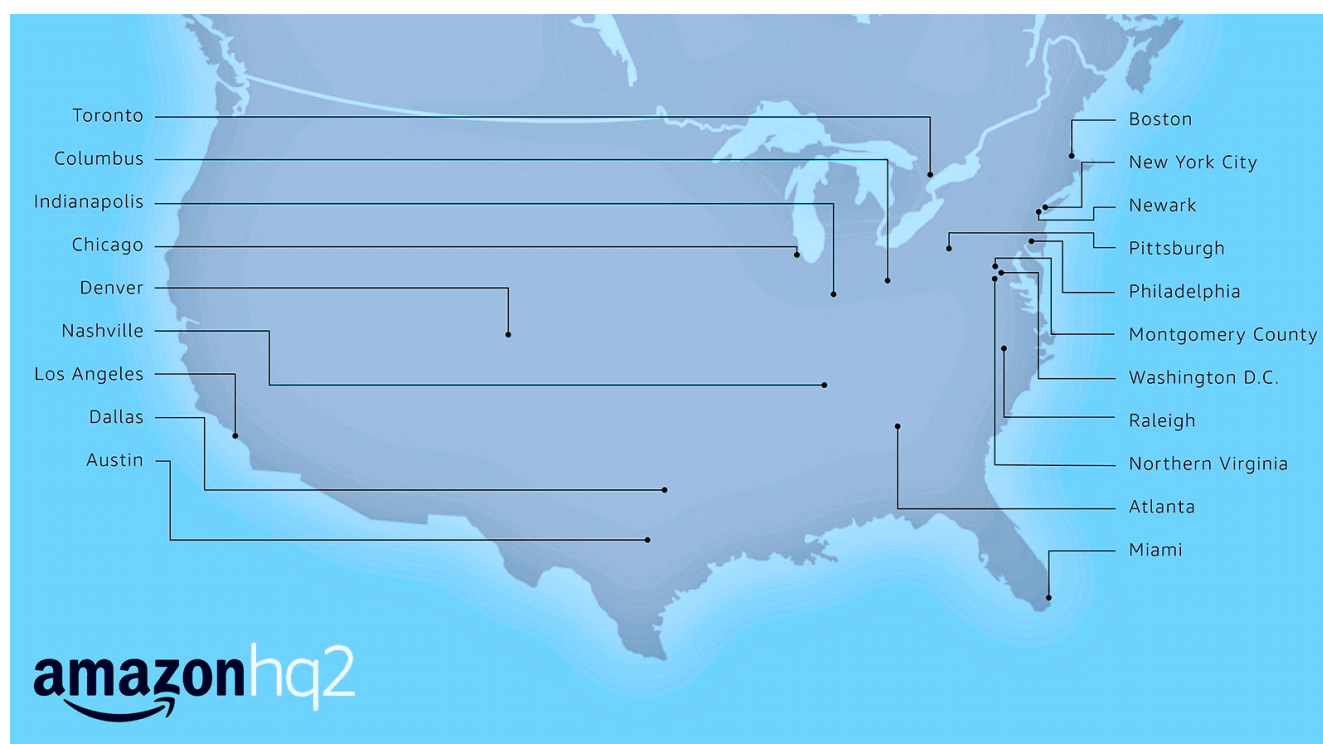 Toronto
Columbus
Indianapolis
Chicago
Denver
Nashville
Los Angeles
Dallas
Austin
Boston
New York City
Newark
Pittsburgh
Philadelphia
Montgomery County
Washington D.C.
Raleigh
Northern Virginia
Atlanta
Miami
amazonhq2